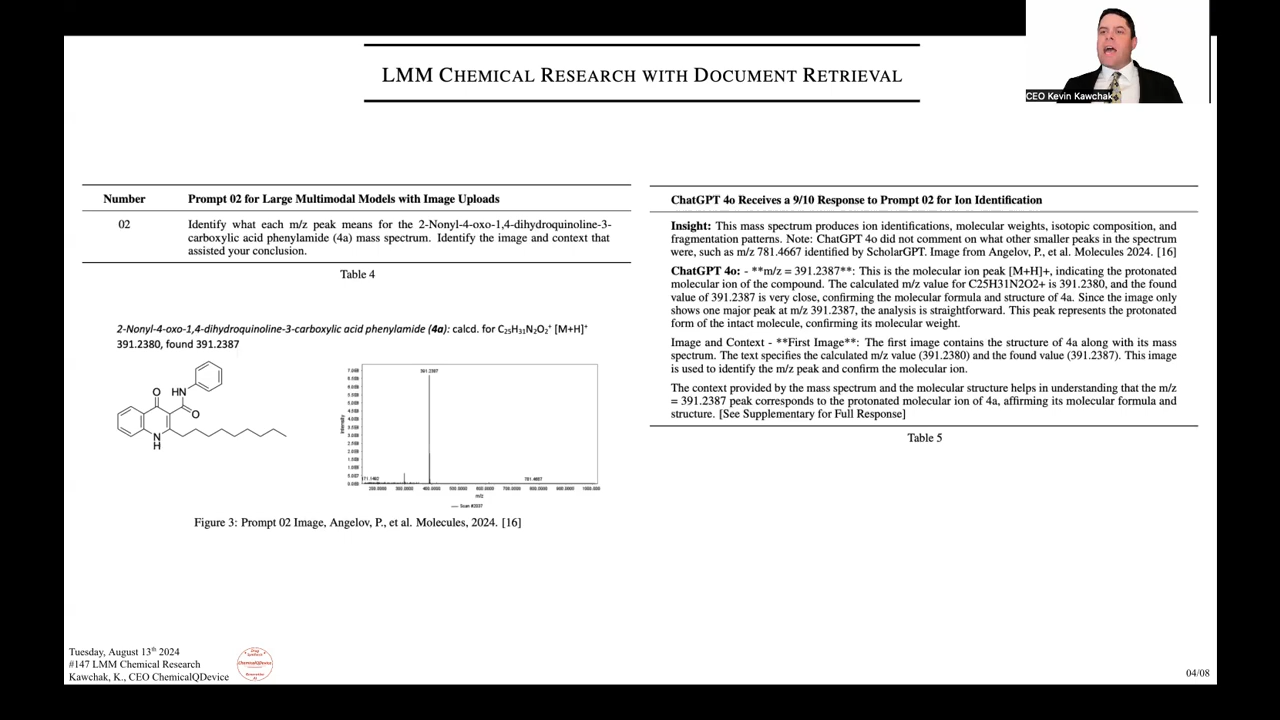 CEO Kevin Kawchak
LMM CHEMICAL RESEARCH WITH DOCUMENT RETRIEVAL
Number Prompt 02 for Large Multimodal Models with Image Uploads
02 Identify what each m/z peak means for the 2-Nonyl-4-oxo-1,4-dihydroquinoline-3-
carboxylic acid phenylamide (4a) mass spectrum. Identify the image and context that
assisted your conclusion.
Table 4
2-Nonyl-4-oxo-1,4-dihydroquinoline-3-carboxylic acid phenylamide (4a): calcd. for C₂₅H₃₁N₂O₂⁺ [M+H]⁺
391.2380, found 391.2387
O
HN
O
N
H
391.2387
Intensity
781.4667
m/z
Scan #2037
Figure 3: Prompt 02 Image, Angelov, P., et al. Molecules, 2024. [16]
ChatGPT 4o Receives a 9/10 Response to Prompt 02 for Ion Identification
Insight: This mass spectrum produces ion identifications, molecular weights, isotopic composition, and
fragmentation patterns. Note: ChatGPT 4o did not comment on what other smaller peaks in the spectrum
were, such as m/z 781.4667 identified by ScholarGPT. Image from Angelov, P., et al. Molecules 2024. [16]
ChatGPT 4o: - **m/z = 391.2387**: This is the molecular ion peak [M+H]+, indicating the protonated
molecular ion of the compound. The calculated m/z value for C25H31N2O2+ is 391.2380, and the found
value of 391.2387 is very close, confirming the molecular formula and structure of 4a. Since the image only
shows one major peak at m/z 391.2387, the analysis is straightforward. This peak represents the protonated
form of the intact molecule, confirming its molecular weight.
Image and Context - **First Image**: The first image contains the structure of 4a along with its mass
spectrum. The text specifies the calculated m/z value (391.2380) and the found value (391.2387). This image
is used to identify the m/z peak and confirm the molecular ion.
The context provided by the mass spectrum and the molecular structure helps in understanding that the m/z
= 391.2387 peak corresponds to the protonated molecular ion of 4a, affirming its molecular formula and
structure. [See Supplementary for Full Response]
Table 5
Tuesday, August 13th 2024
#147 LMM Chemical Research
Kawchak, K., CEO ChemicalQDevice
ChemicalQDevice
04/08